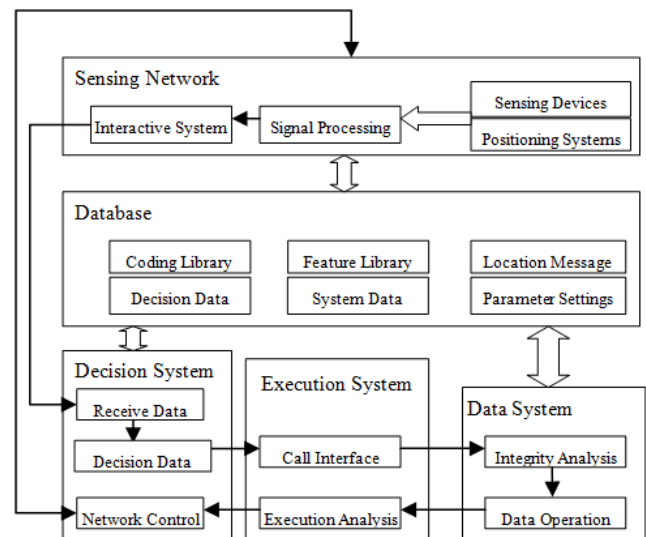 Sensing Network
Sensing Devices
Interactive System
Signal Processing
Positioning Systems
Database
Coding Library
Feature Library
Location Message
Decision Data
System Data
Parameter Settings
Decision System
Execution System
Data System
Receive Data
Decision Data
Call Interface
Integrity Analysis
Network Control
Execution Analysis
Data Operation